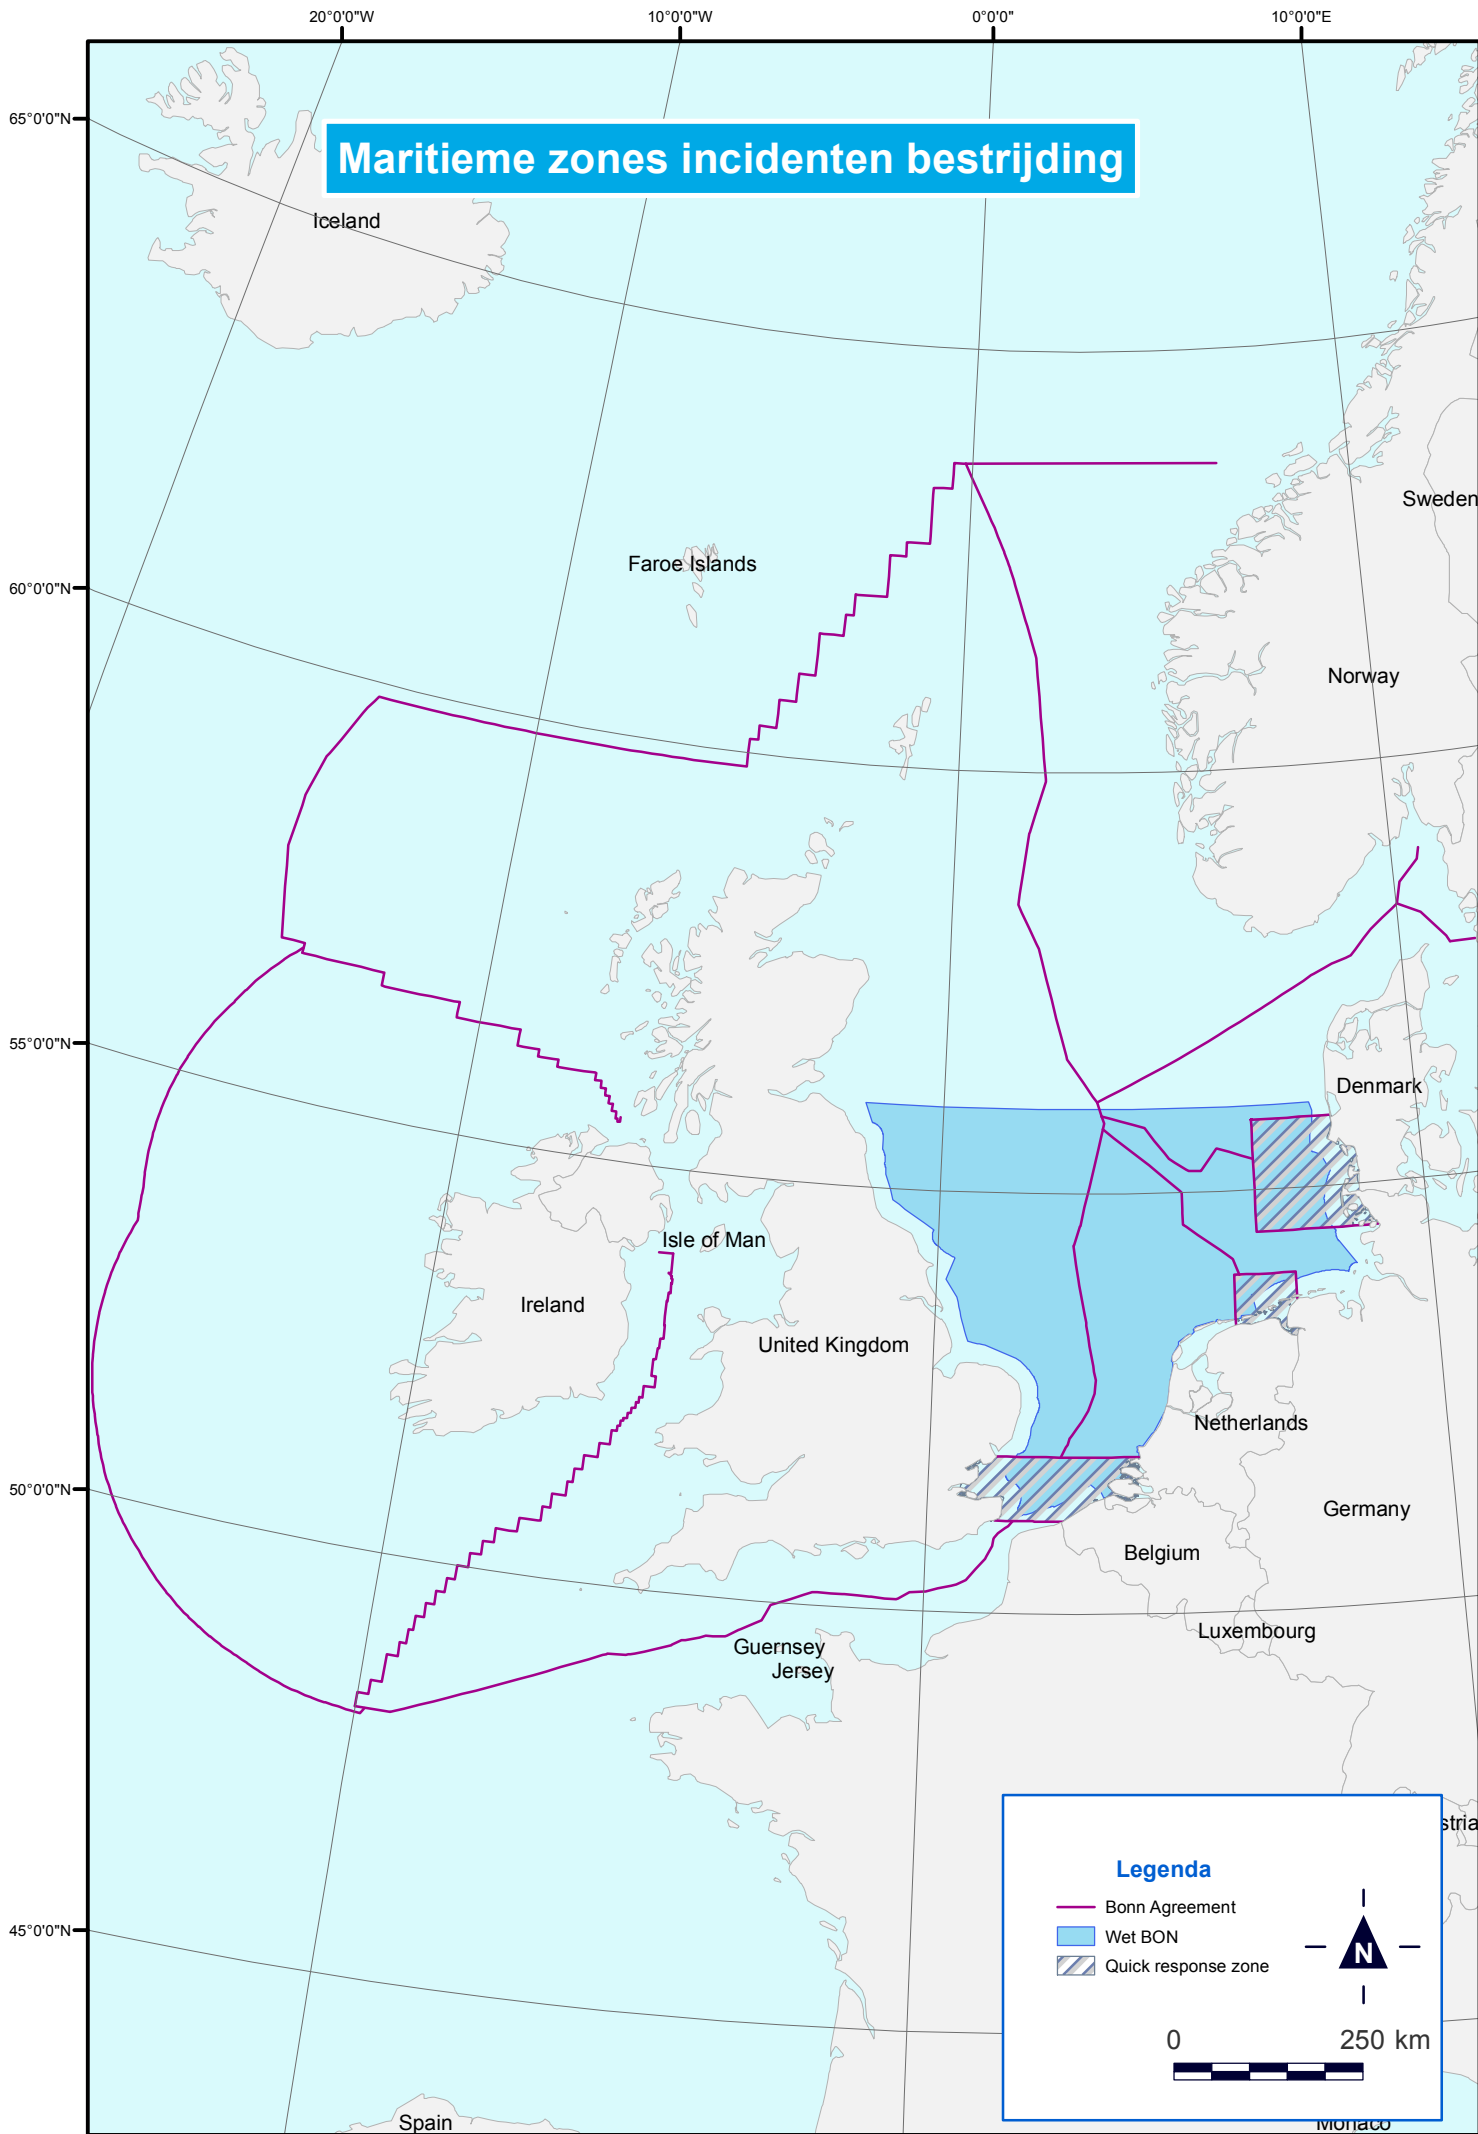 20°0'0"W
10°0'0"W
0°0'0"
10°0'0"E
65°0'0"N
Maritieme zones incidenten bestrijding
Iceland
Sweden
Faroe Islands
60°0'0"N
Norway
55°0'0"N
Denmark
Isle of Man
Ireland
United Kingdom
Netherlands
50°0'0"N
Germany
Belgium
Luxembourg
Guernsey
Jersey
stria
Legenda
Bonn Agreement
45°0'0"N
Wet BON
N
Quick response zone
0 250 km
Spain
Monaco